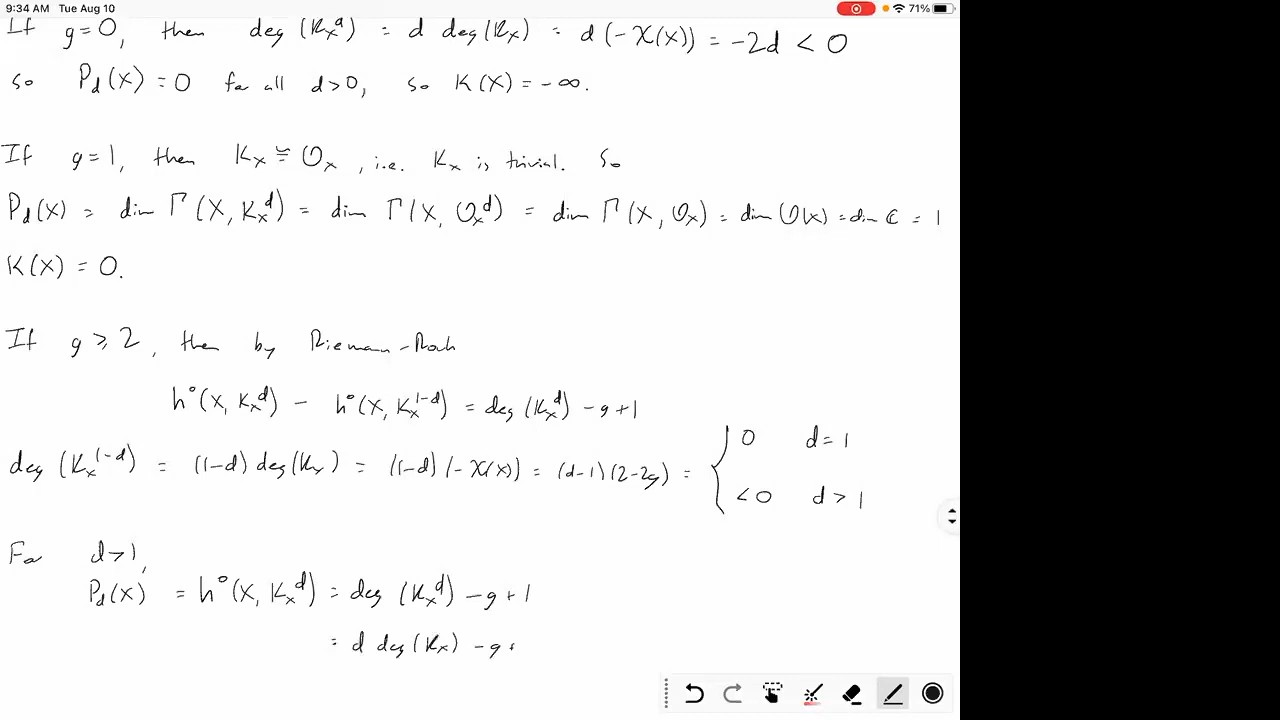 9:34 AM Tue Aug 10 71%
If g=0, then deg (K_X^d) = d deg(K_X) = d(-χ(X)) = -2d < 0
so P_d(X) = 0 for all d>0, so κ(X) = -∞.
If g=1, then K_X ≅ O_X, i.e. K_X is trivial. So
P_d(X) = dim Γ(X, K_X^d) = dim Γ(X, O_X^d) = dim Γ(X, O_X) = dim O(X) = dim ℂ = 1
κ(X) = 0.
If g ≥ 2, then by Riemann-Roch
h^0(X, K_X^d) - h^0(X, K_X^{1-d}) = deg (K_X^d) - g + 1
deg (K_X^{1-d}) = (1-d) deg(K_X) = (1-d)(-χ(X)) = (d-1)(2-2g) = { 0 d=1
<0 d>1
For d>1,
P_d(X) = h^0(X, K_X^d) = deg (K_X^d) - g + 1
= d deg(K_X) - g